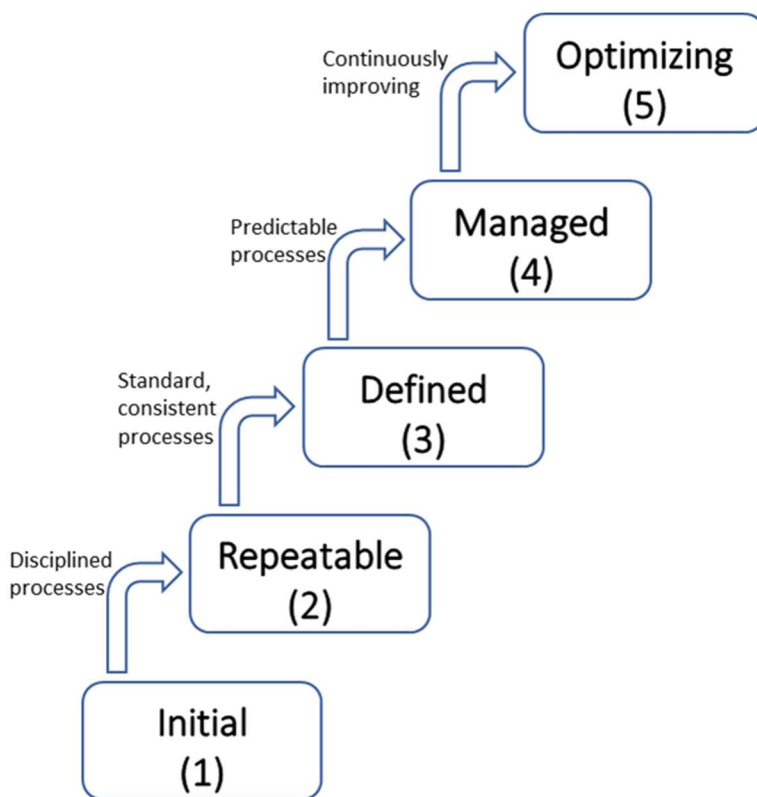 Continuously
improving
Optimizing
(5)
Predictable
processes
Managed
(4)
Standard,
consistent
processes
Defined
(3)
Disciplined
processes
Repeatable
(2)
Initial
(1)